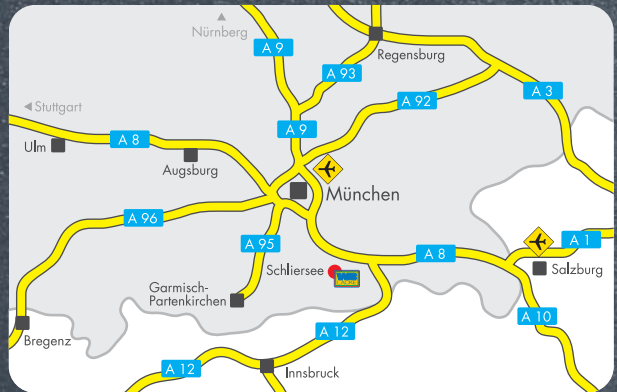 Nürnberg
A 9
A 93
Regensburg
A 92
A 3
Stuttgart
A 9
Ulm
A 8
Augsburg
München
A 96
A 95
A 8
A 1
Schliersee
Salzburg
Garmisch-
Partenkirchen
A 10
A 12
Bregenz
A 12
Innsbruck